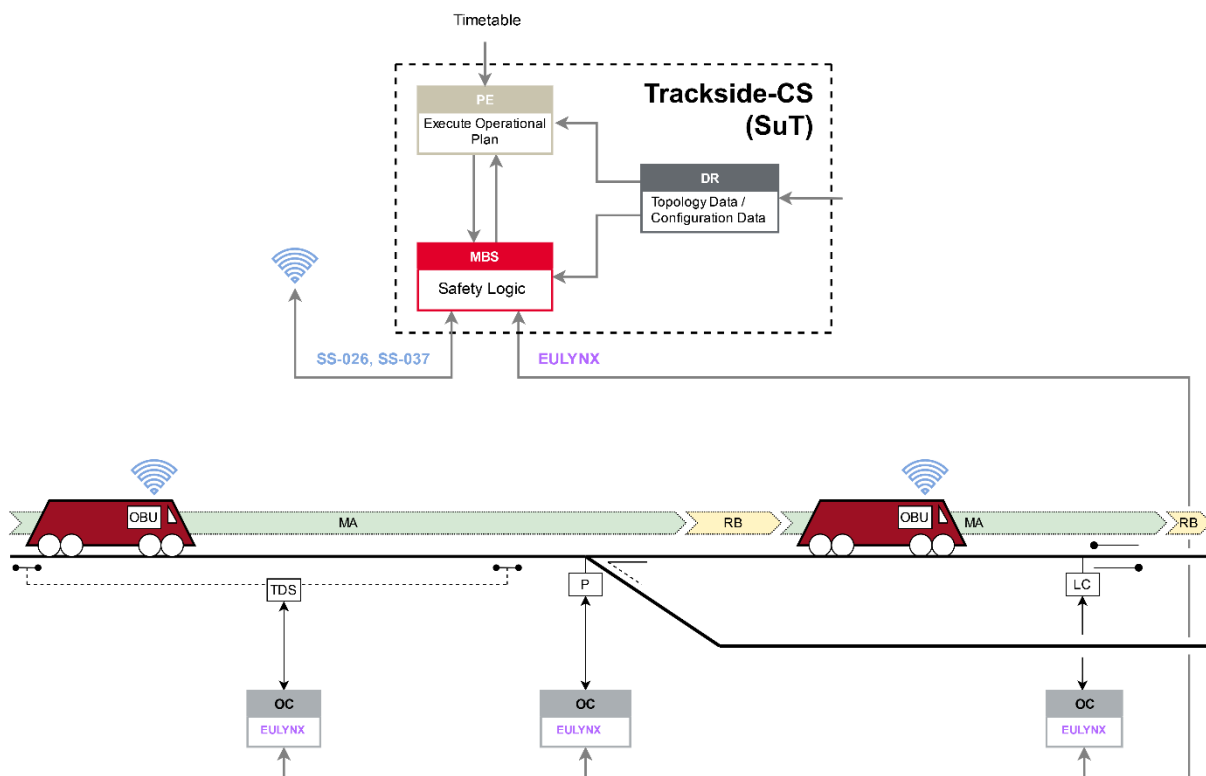 Timetable
Trackside-CS
(SuT)
PE
Execute Operational
Plan
DR
Topology Data /
Configuration Data
MBS
Safety Logic
SS-026, SS-037
EULYNX
OBU
MA
RB
OBU
MA
RB
TDS
P
LC
OC
EULYNX
OC
EULYNX
OC
EULYNX